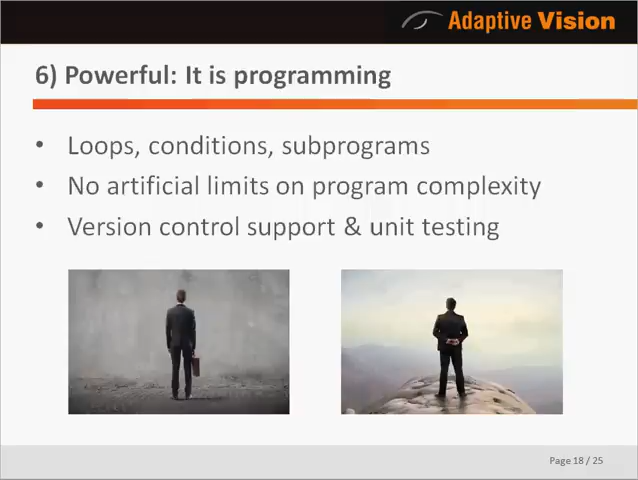 Adaptive Vision
6) Powerful: It is programming
• Loops, conditions, subprograms
• No artificial limits on program complexity
• Version control support & unit testing
Page 18 / 25